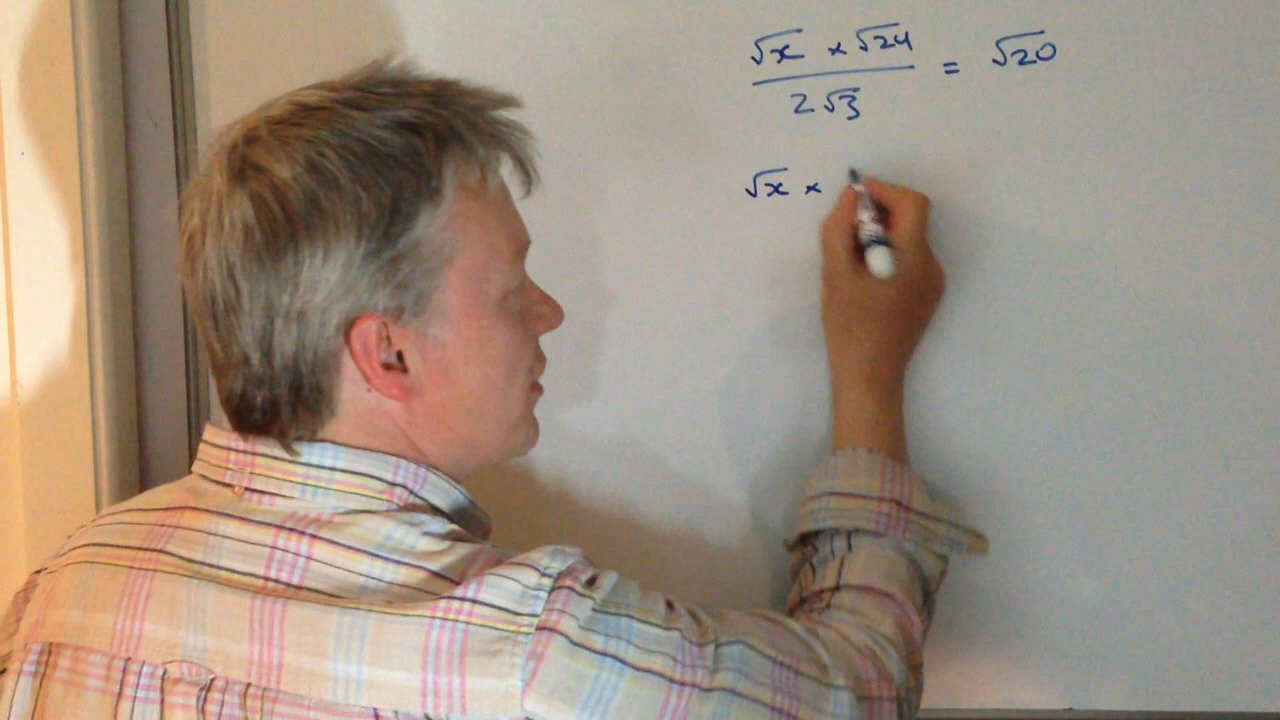 √x × √24
2√3
= √20
√x ×